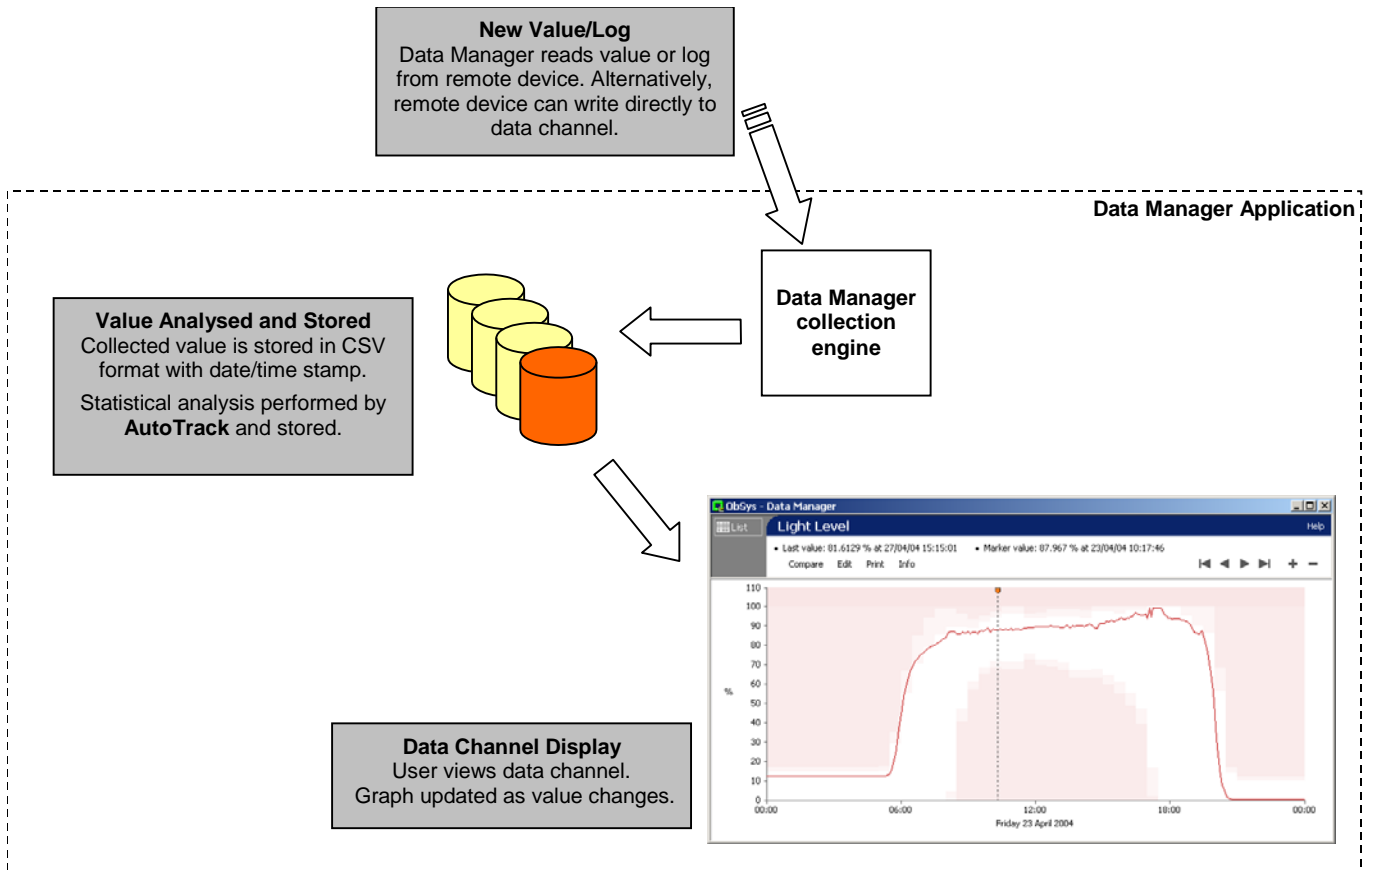 New Value/Log
Data Manager reads value or log
from remote device. Alternatively,
remote device can write directly to
data channel.
Data Manager Application
Data Manager
collection
engine
Value Analysed and Stored
Collected value is stored in CSV
format with date/time stamp.
Statistical analysis performed by
AutoTrack and stored.
ObSys - Data Manager
List
Light Level
Help
• Last value: 81.6129 % at 27/04/04 15:15:01 • Marker value: 87.967 % at 23/04/04 10:17:46
Compare Edit Print Info
110
100
90
80
70
60
%
50
40
30
20
10
0
00:00 06:00 12:00 18:00 00:00
Friday 23 April 2004
Data Channel Display
User views data channel.
Graph updated as value changes.